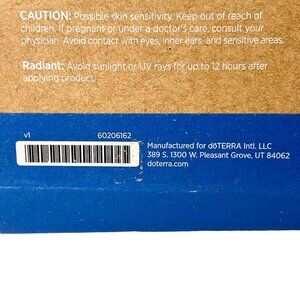 CAUTION: Possible skin sensitivity. Keep out of reach of
children. If pregnant or under a doctor's care, consult your
physician. Avoid contact with eyes, inner ears, and sensitive areas.
Radiant: Avoid sunlight or UV rays for up to 12 hours after
applying product.
v1 60206162
Manufactured for dōTERRA Intl. LLC
389 S. 1300 W. Pleasant Grove, UT 84062
doterra.com